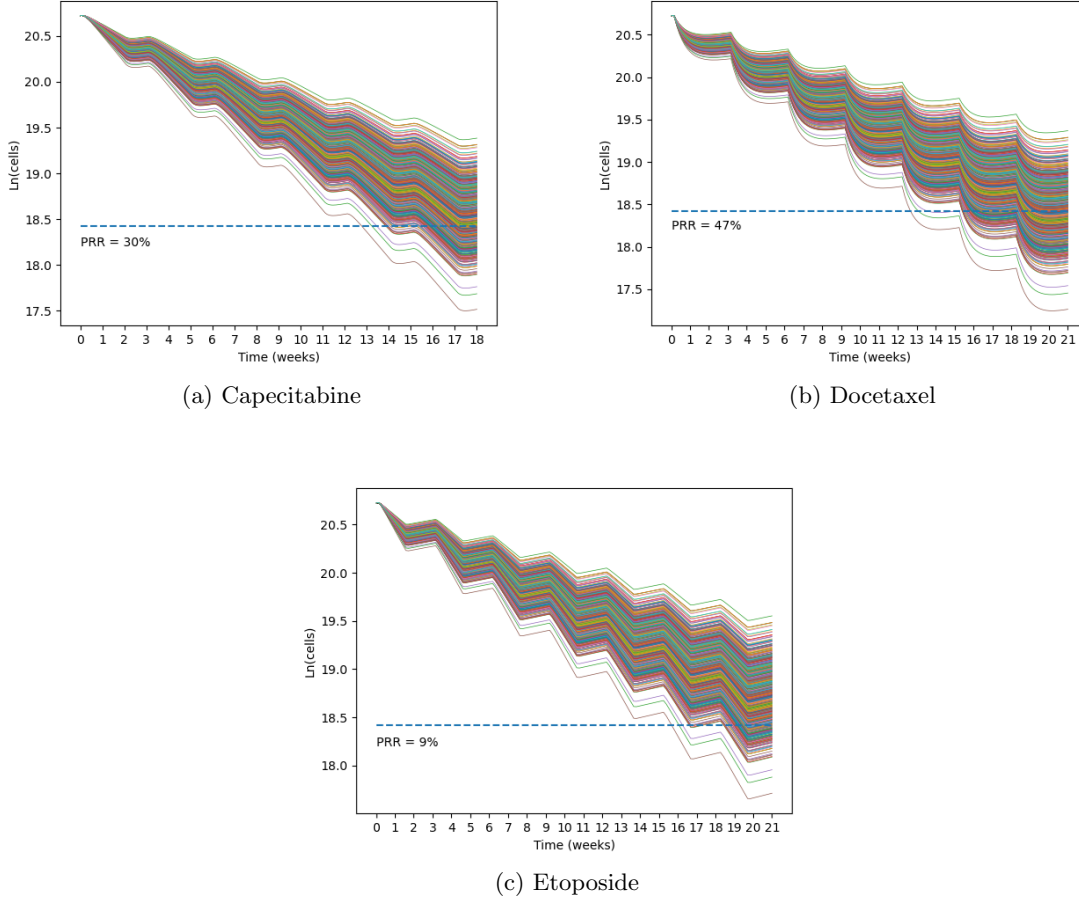 20.5
20.0
19.5
19.0
18.5
18.0
17.5
Ln(cells)
PRR = 30%
0 1 2 3 4 5 6 7 8 9 10 11 12 13 14 15 16 17 18
Time (weeks)
(a) Capecitabine
20.5
20.0
19.5
19.0
18.5
18.0
17.5
Ln(cells)
PRR = 47%
0 1 2 3 4 5 6 7 8 9 10 11 12 13 14 15 16 17 18 19 20 21
Time (weeks)
(b) Docetaxel
20.5
20.0
19.5
19.0
18.5
18.0
Ln(cells)
PRR = 9%
0 1 2 3 4 5 6 7 8 9 10 11 12 13 14 15 16 17 18 19 20 21
Time (weeks)
(c) Etoposide